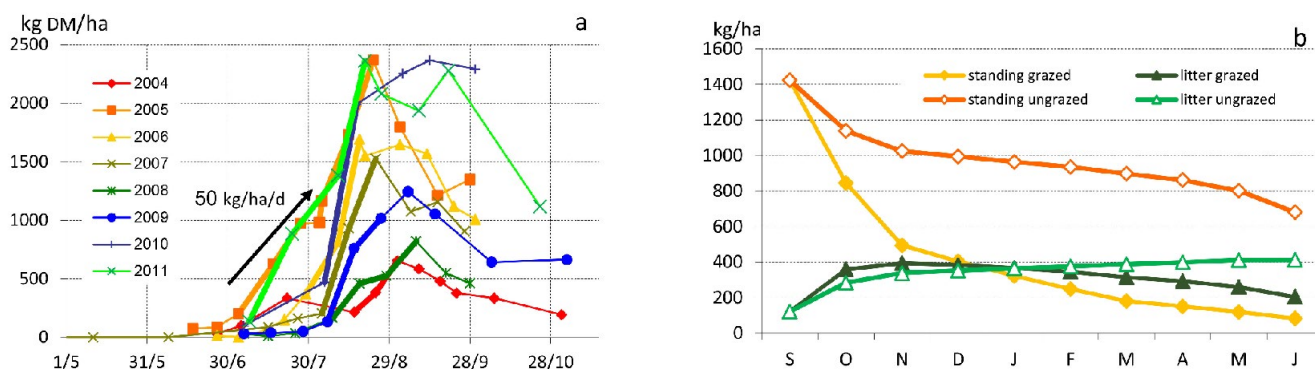 kg DM/ha
a
2500
2000
1500
1000
500
0
2004
2005
2006
2007
2008
2009
2010
2011
50 kg/ha/d
1/5 31/5 30/6 30/7 29/8 28/9 28/10
kg/ha
b
1600
1400
1200
1000
800
600
400
200
0
standing grazed litter grazed
standing ungrazed litter ungrazed
S O N D J F M A M J